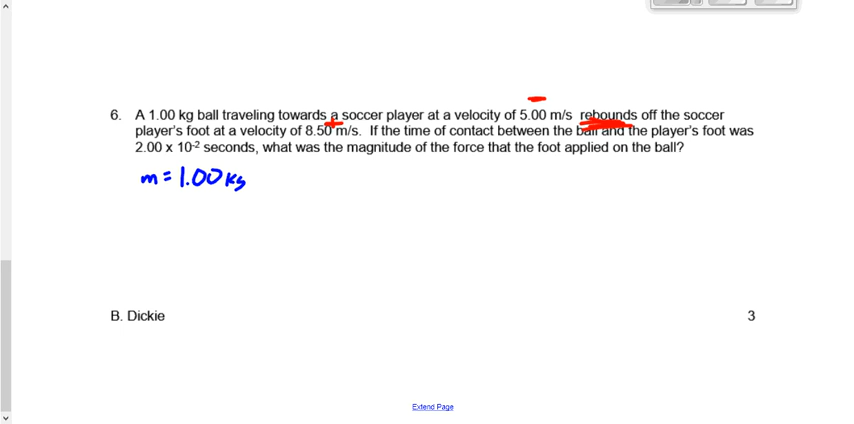 6. A 1.00 kg ball traveling towards a soccer player at a velocity of 5.00 m/s rebounds off the soccer
player's foot at a velocity of 8.50 m/s. If the time of contact between the ball and the player's foot was
2.00 x 10⁻² seconds, what was the magnitude of the force that the foot applied on the ball?
m = 1.00 kg
B. Dickie 3
Extend Page